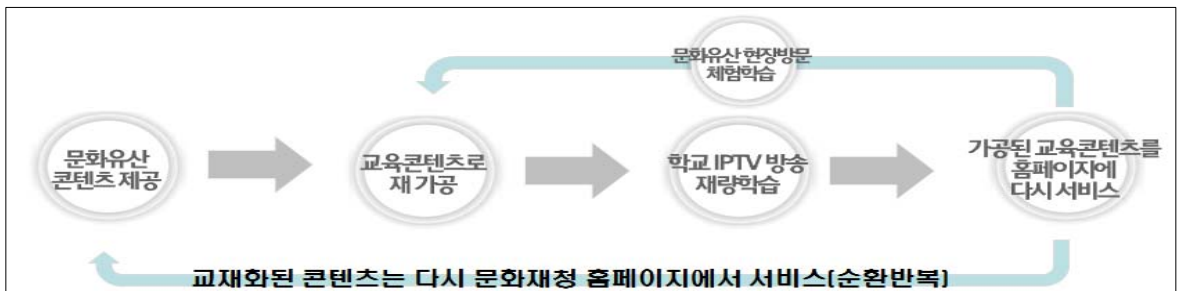 문화유산 현장방문
체험학습
문화유산
콘텐츠 제공
교육콘텐츠로
재 가공
학교 IPTV 방송
재량학습
가공된 교육콘텐츠를
홈페이지에
다시 서비스
교재화된 콘텐츠는 다시 문화재청 홈페이지에서 서비스(순환반복)